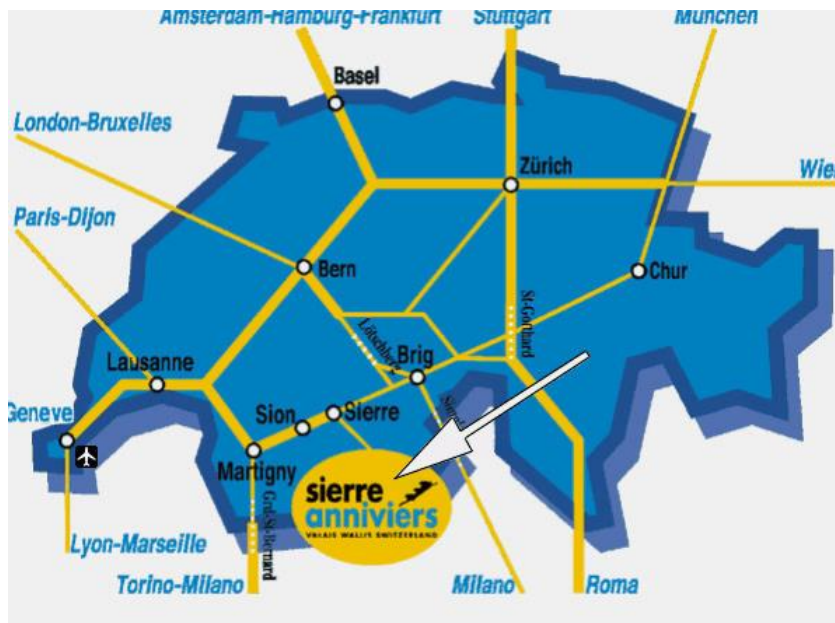 Amsterdam-Hamburg-Frankfurt
Stuttgart
München
Basel
London-Bruxelles
Zürich
Wien
Paris-Dijon
Bern
Chur
St-Gotthard
Lötschberg
Lausanne
Brig
Geneve
Sion
Sierre
Martigny
sierre
anniviers
VALAIS WALLIS SWITZERLAND
Grd-St-Bernard
Lyon-Marseille
Torino-Milano
Milano
Roma